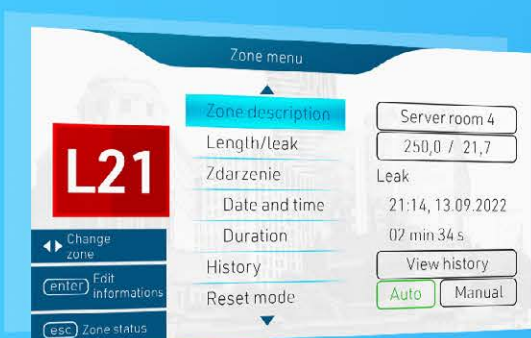 Zone menu
Zone description
Server room 4
Length/leak
250,0 / 21,7
Zdarzenie
Leak
Date and time
21:14, 13.09.2022
Duration
02 min 34 s
History
View history
Reset mode
Auto
Manual
L21
Change
zone
enter
Edit
informations
esc
Zone status